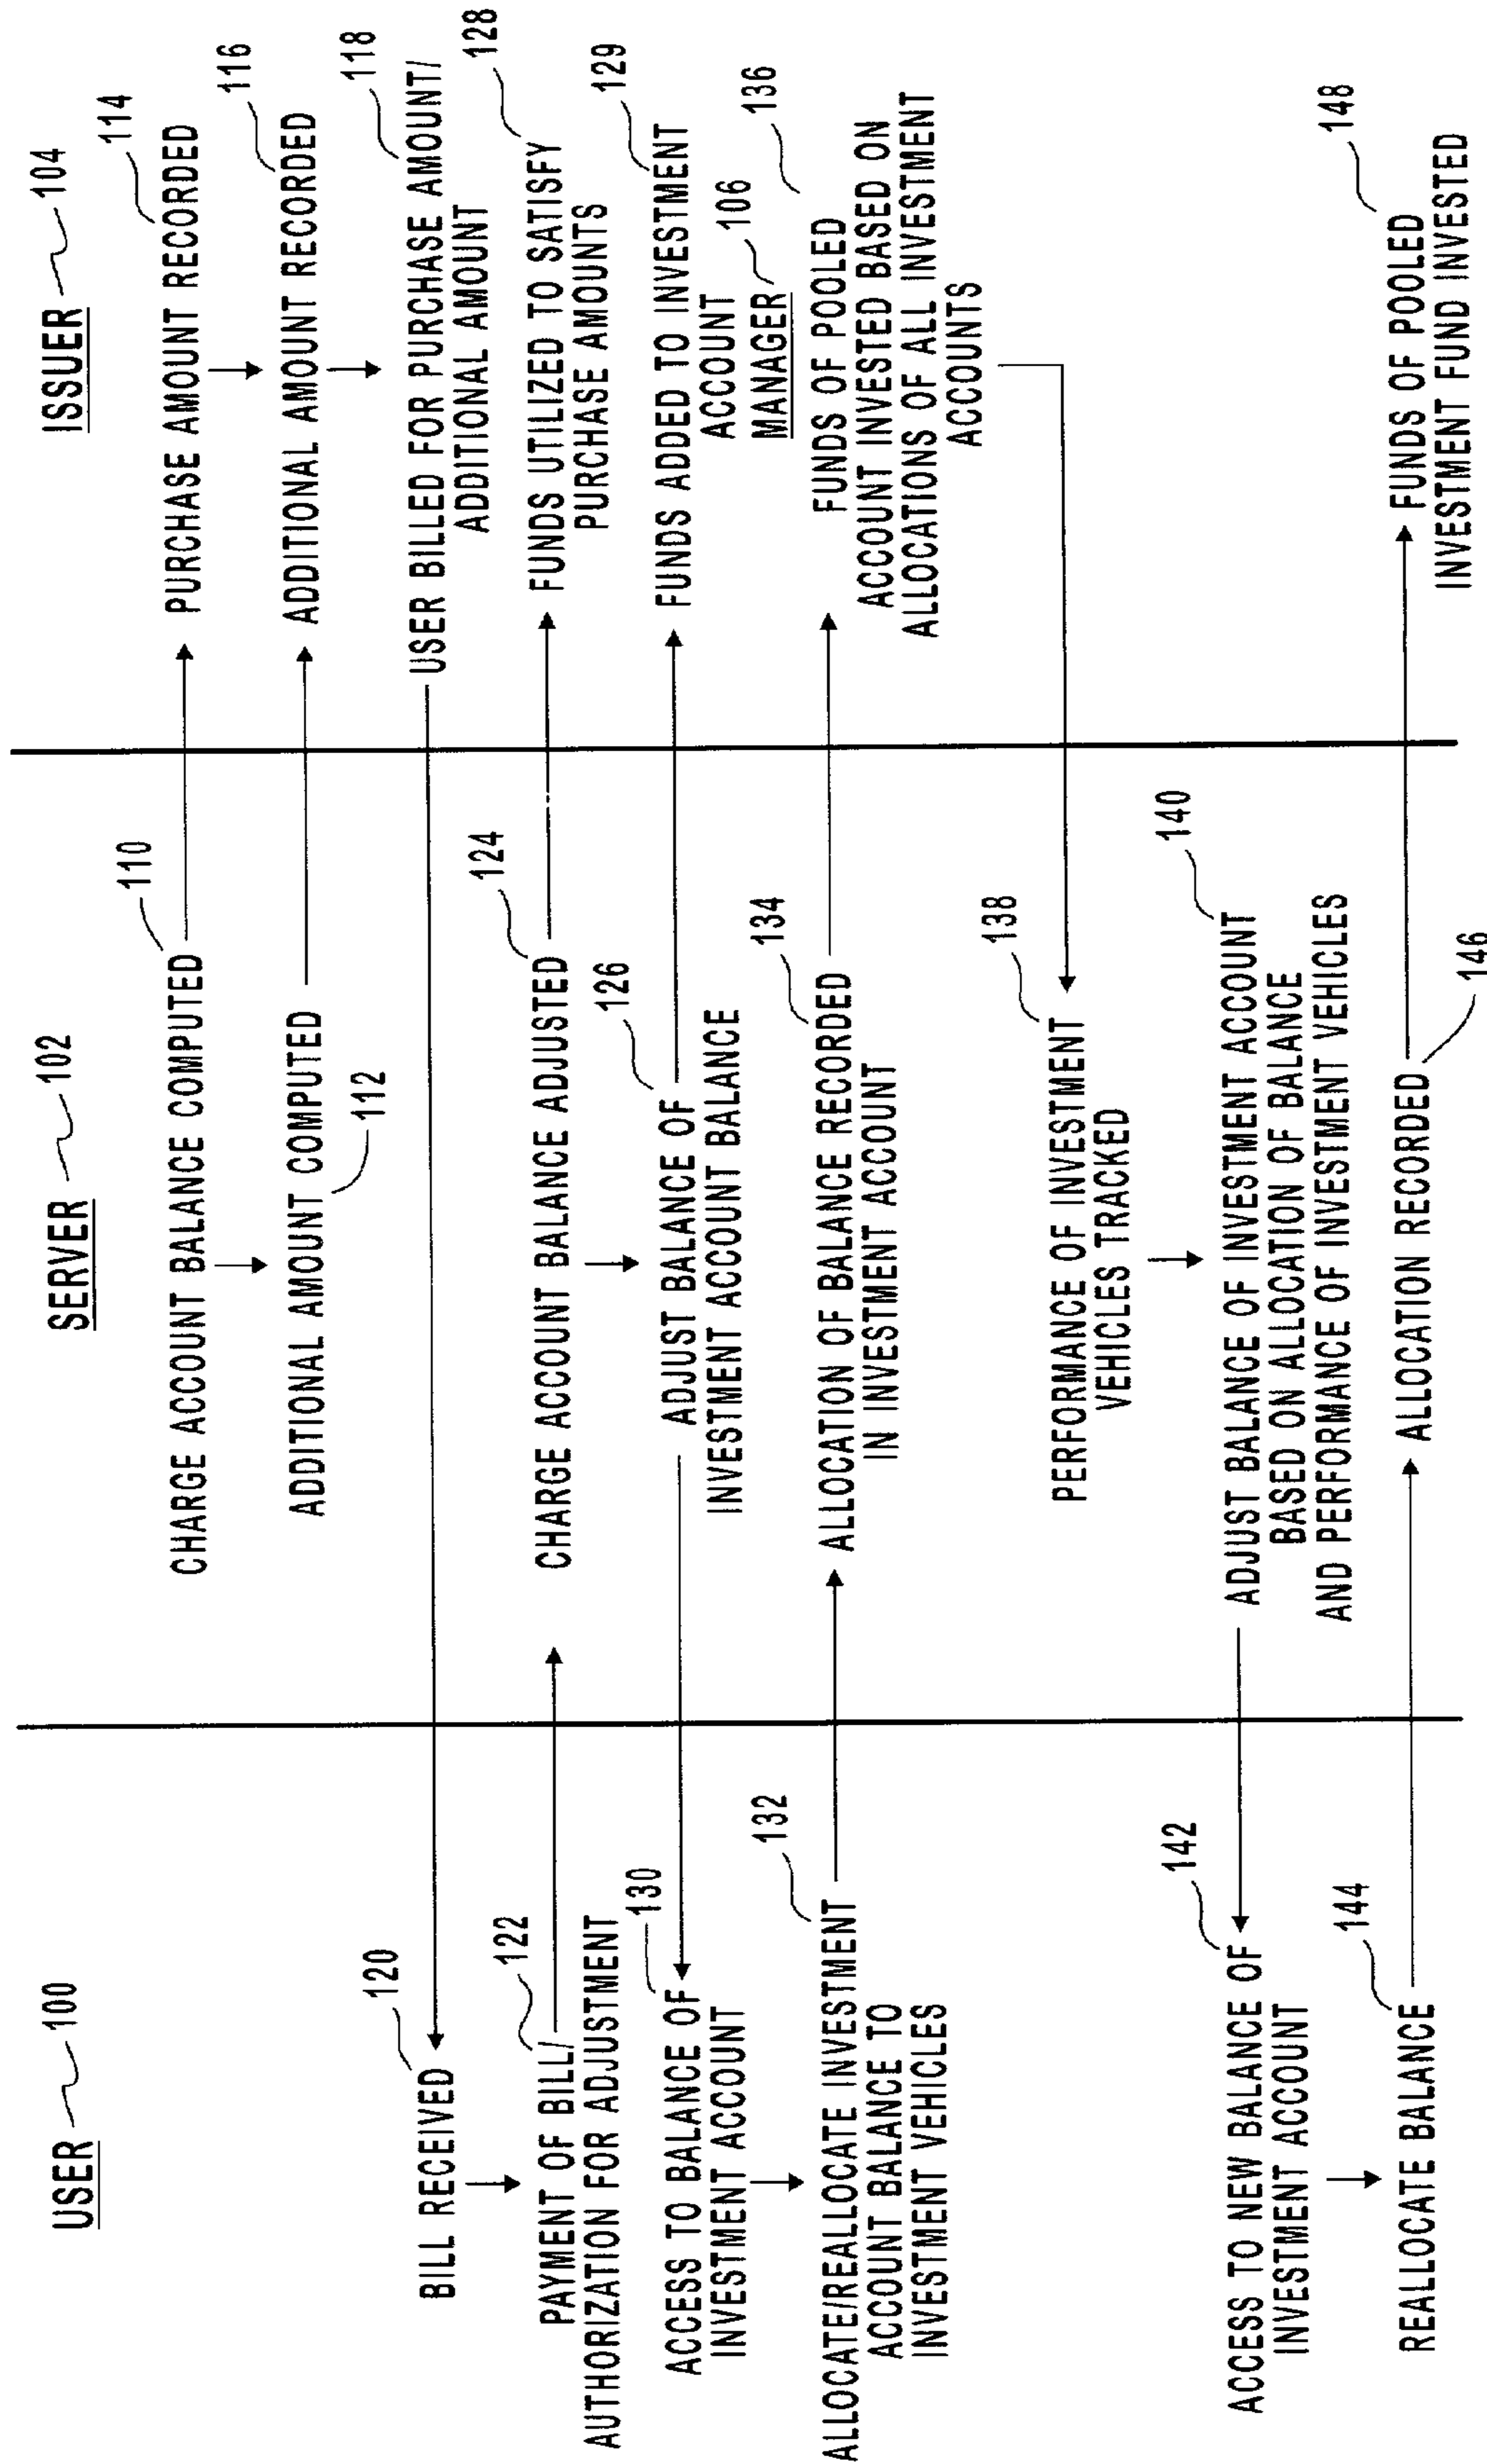 USER 100
SERVER 102
ISSUER 104
CHARGE ACCOUNT BALANCE COMPUTED 110
PURCHASE AMOUNT RECORDED 114
ADDITIONAL AMOUNT COMPUTED 112
ADDITIONAL AMOUNT RECORDED 116
BILL RECEIVED 120
USER BILLED FOR PURCHASE AMOUNT/ 118
ADDITIONAL AMOUNT
PAYMENT OF BILL/ 122
AUTHORIZATION FOR ADJUSTMENT
CHARGE ACCOUNT BALANCE ADJUSTED 124
FUNDS UTILIZED TO SATISFY 128
PURCHASE AMOUNTS
ACCESS TO BALANCE OF 130
INVESTMENT ACCOUNT
ADJUST BALANCE OF 126
INVESTMENT ACCOUNT BALANCE
FUNDS ADDED TO INVESTMENT 129
ACCOUNT
MANAGER 106
ALLOCATE/REALLOCATE INVESTMENT 132
ACCOUNT BALANCE TO
INVESTMENT VEHICLES
ALLOCATION OF BALANCE RECORDED 134
IN INVESTMENT ACCOUNT
FUNDS OF POOLED 136
ACCOUNT INVESTED BASED ON
ALLOCATIONS OF ALL INVESTMENT
ACCOUNTS
PERFORMANCE OF INVESTMENT 138
VEHICLES TRACKED
ACCESS TO NEW BALANCE OF 142
INVESTMENT ACCOUNT
ADJUST BALANCE OF INVESTMENT ACCOUNT 140
BASED ON ALLOCATION OF BALANCE
AND PERFORMANCE OF INVESTMENT VEHICLES
REALLOCATE BALANCE 144
ALLOCATION RECORDED 146
FUNDS OF POOLED 148
INVESTMENT FUND INVESTED